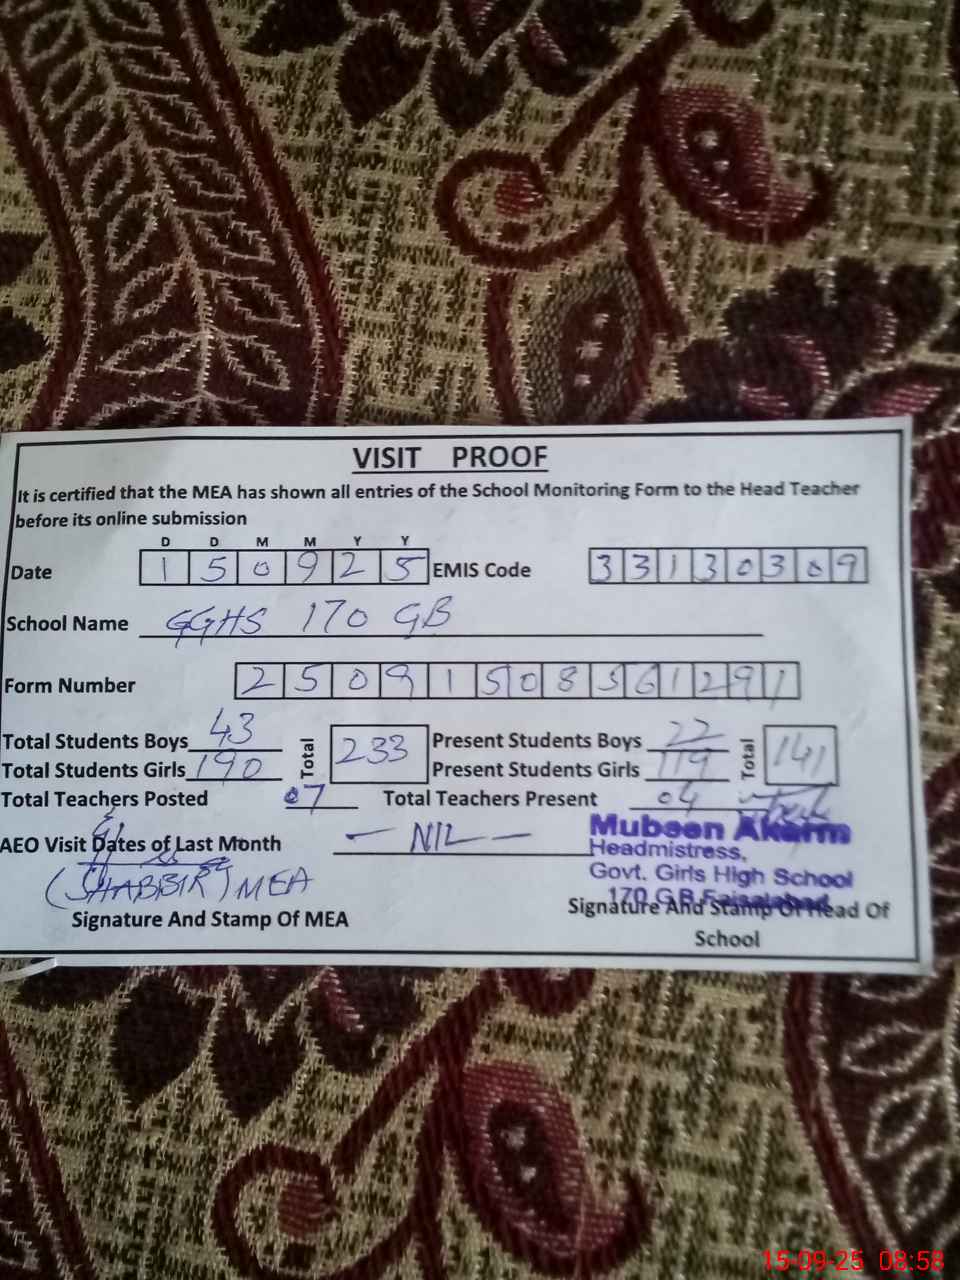 VISIT PROOF
It is certified that the MEA has shown all entries of the School Monitoring Form to the Head Teacher
before its online submission
D D M M Y Y
Date 1 5 0 9 2 5 EMIS Code 3 3 1 3 0 3 0 9
School Name GGHS 170 GB
Form Number 2 5 0 9 1 5 0 8 5 6 1 2 9 1
Total Students Boys 43 Total 233 Present Students Boys 22 Total 141
Total Students Girls 190 Present Students Girls 119
Total Teachers Posted 07 Total Teachers Present 04
AEO Visit Dates of Last Month — NIL —
Mubeen Akarm
Headmistress,
Govt. Girls High School
170 GB Faisalabad
(SHABBIR) MEA
Signature And Stamp Of MEA
Signature And Stamp Of Head Of
School
15-09-25 08:58